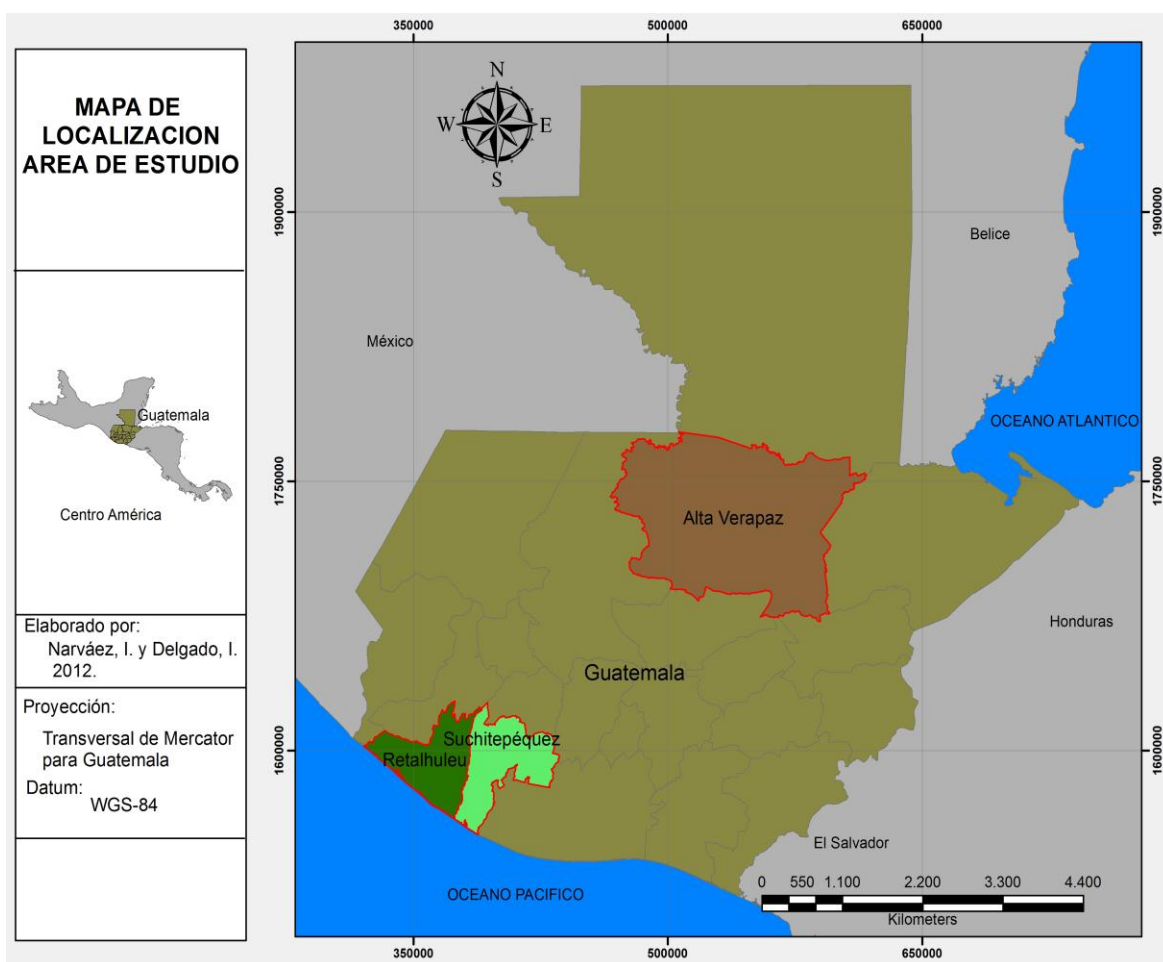 MAPA DE
LOCALIZACION
AREA DE ESTUDIO
Guatemala
Centro América
Elaborado por:
Narváez, I. y Delgado, I.
2012.
Proyección:
Transversal de Mercator
para Guatemala
Datum:
WGS-84
350000
500000
650000
N
W
E
S
1900000
1900000
Belice
México
OCEANO ATLANTICO
1750000
1750000
Alta Verapaz
Honduras
Guatemala
Suchitepéquez
Retalhuleu
1600000
1600000
El Salvador
OCEANO PACIFICO
0 550 1.100 2.200 3.300 4.400
Kilometers
350000
500000
650000